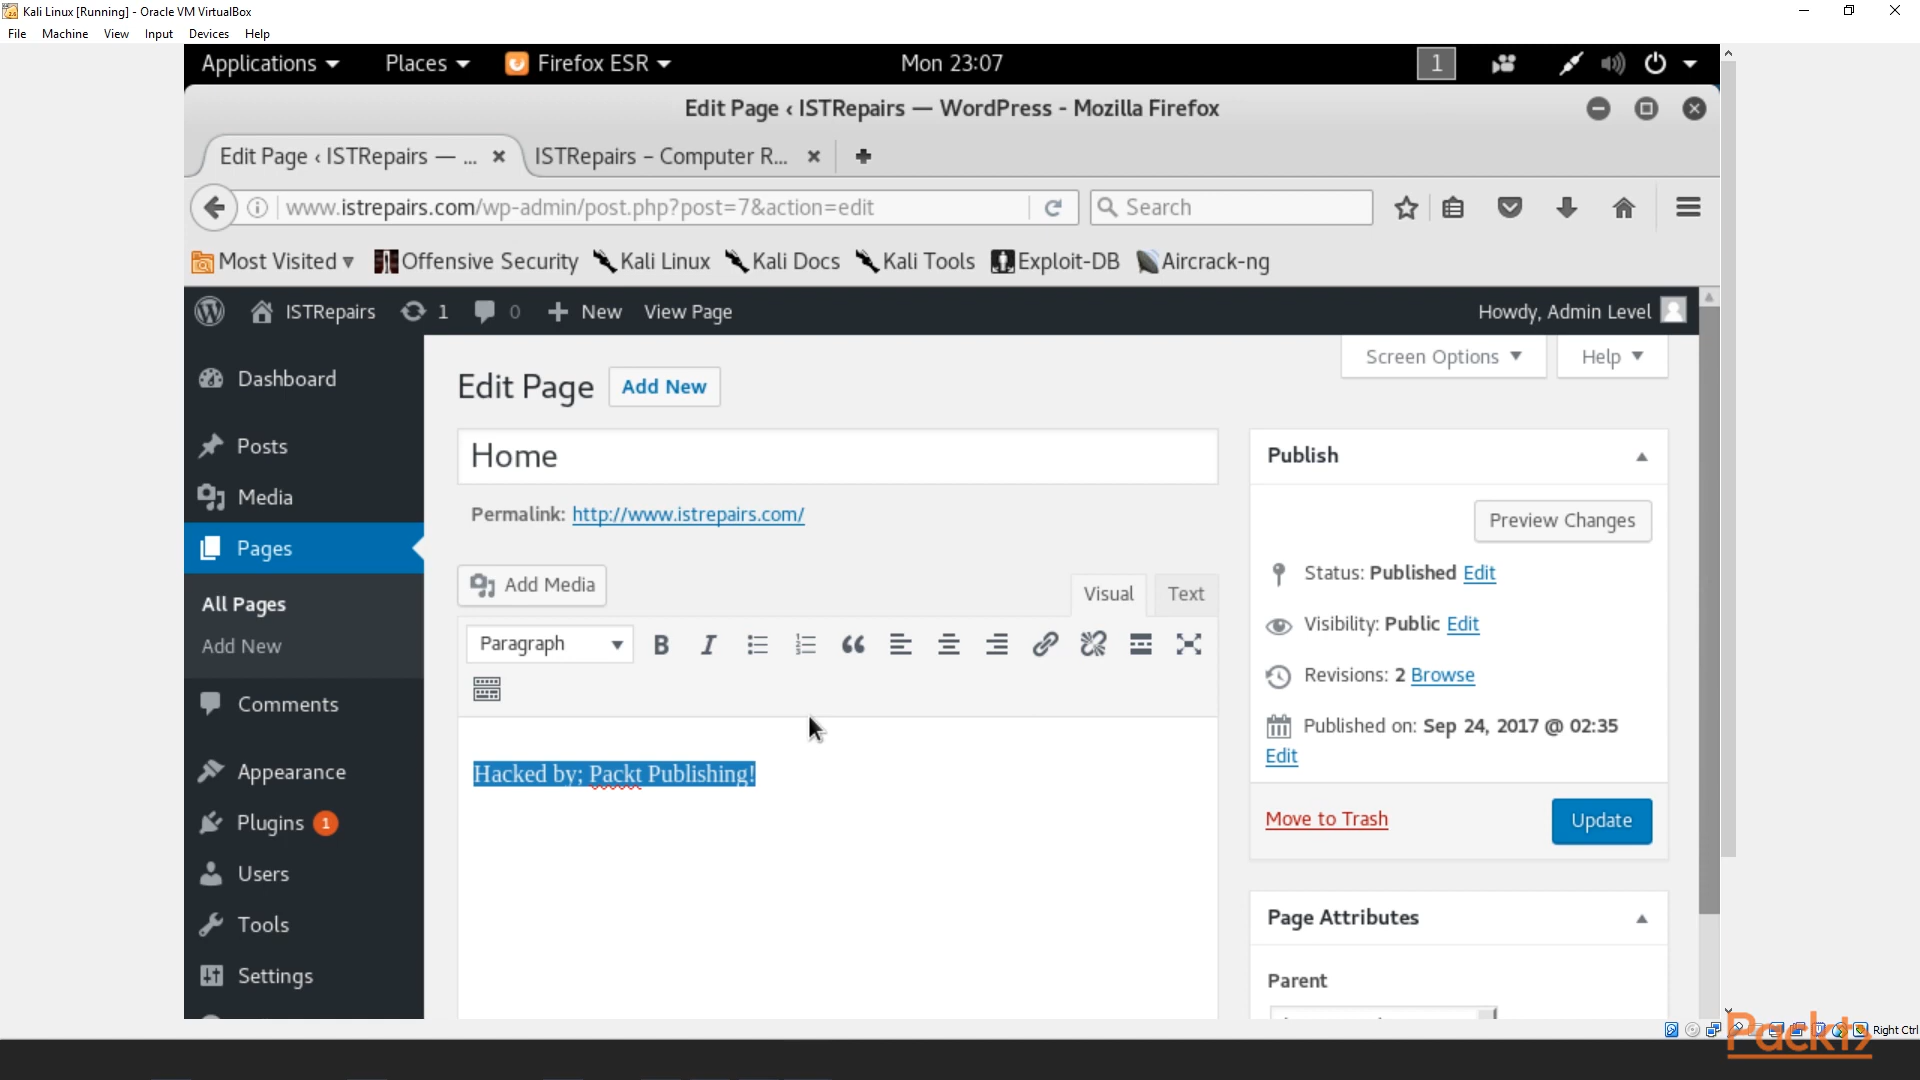 Kali Linux [Running] - Oracle VM VirtualBox
File Machine View Input Devices Help
Applications Places Firefox ESR Mon 23:07 1
Edit Page ‹ ISTRepairs — WordPress - Mozilla Firefox
Edit Page ‹ ISTRepairs — ... ISTRepairs – Computer R...
www.istrepairs.com/wp-admin/post.php?post=7&action=edit Search
Most Visited Offensive Security Kali Linux Kali Docs Kali Tools Exploit-DB Aircrack-ng
ISTRepairs 1 0 New View Page Howdy, Admin Level
Screen Options Help
Dashboard
Posts
Media
Pages
All Pages
Add New
Comments
Appearance
Plugins 1
Users
Tools
Settings
Edit Page Add New
Home
Permalink: http://www.istrepairs.com/
Add Media
Visual Text
Paragraph
Hacked by; Packt Publishing!
Publish
Preview Changes
Status: Published Edit
Visibility: Public Edit
Revisions: 2 Browse
Published on: Sep 24, 2017 @ 02:35
Edit
Move to Trash Update
Page Attributes
Parent
Right Ctrl
Packt>